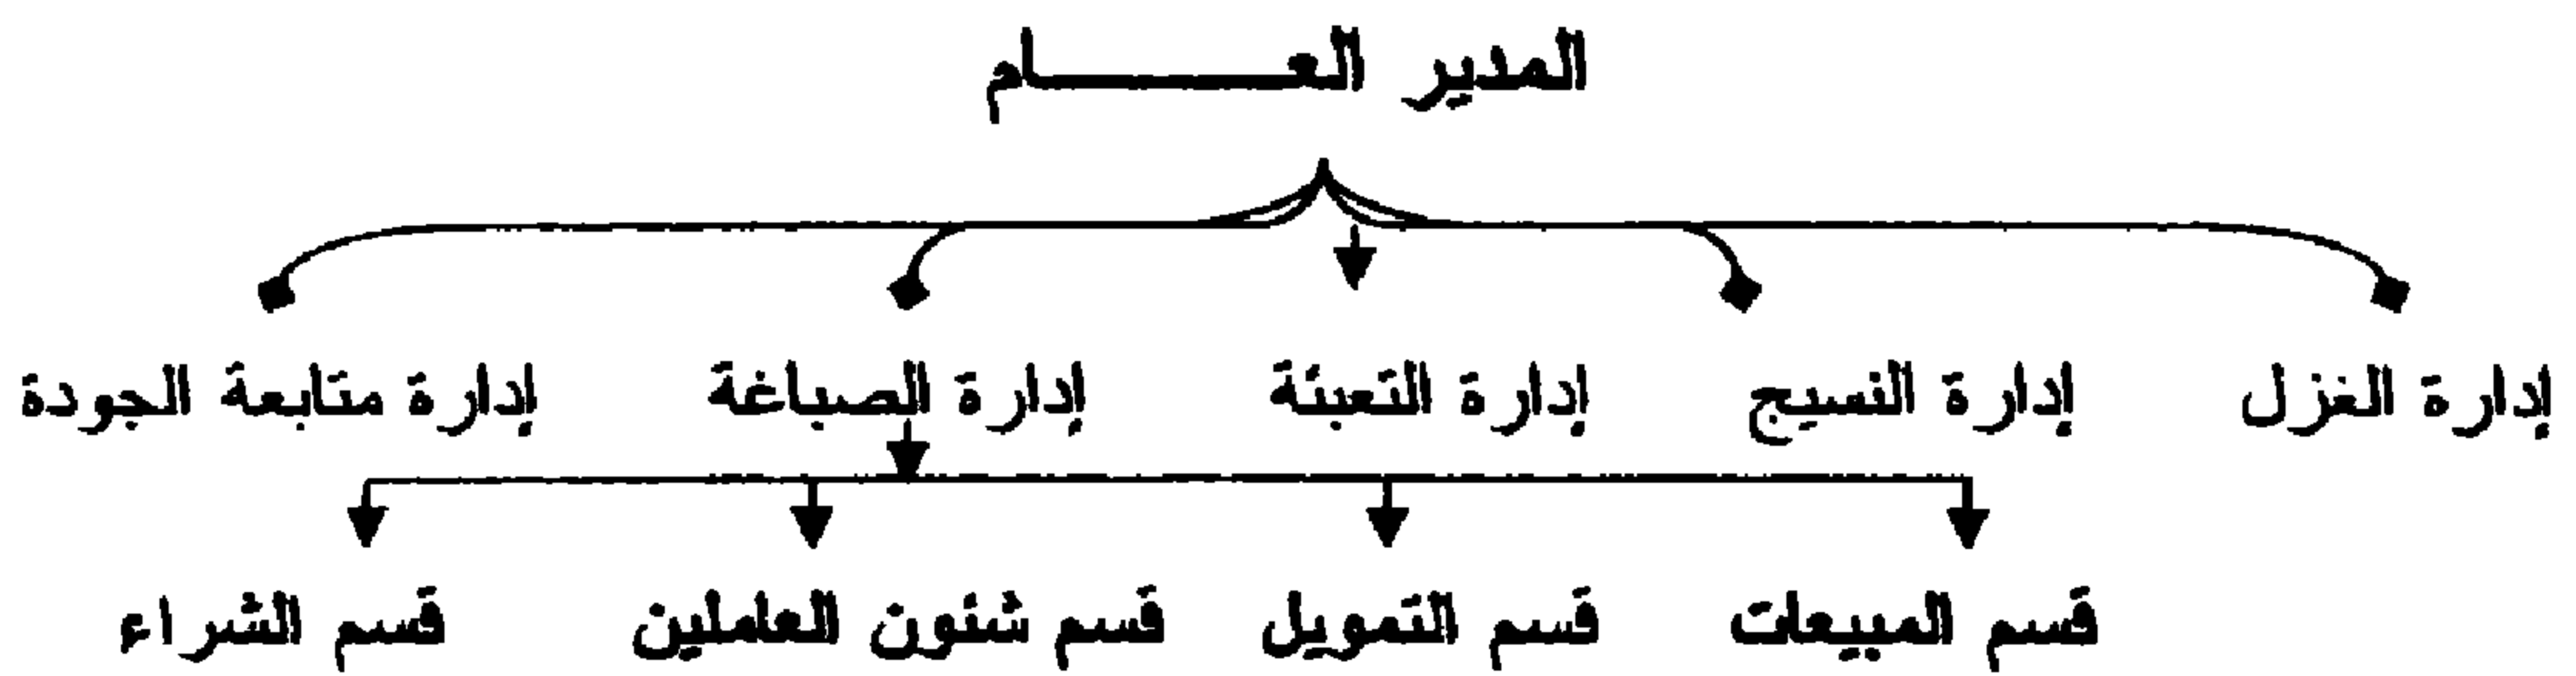 المدير العـــــــــام
إدارة الغزل إدارة النسيج إدارة التعبئة إدارة الصباغة إدارة متابعة الجودة
قسم المبيعات قسم التمويل قسم شئون العاملين قسم الشراء